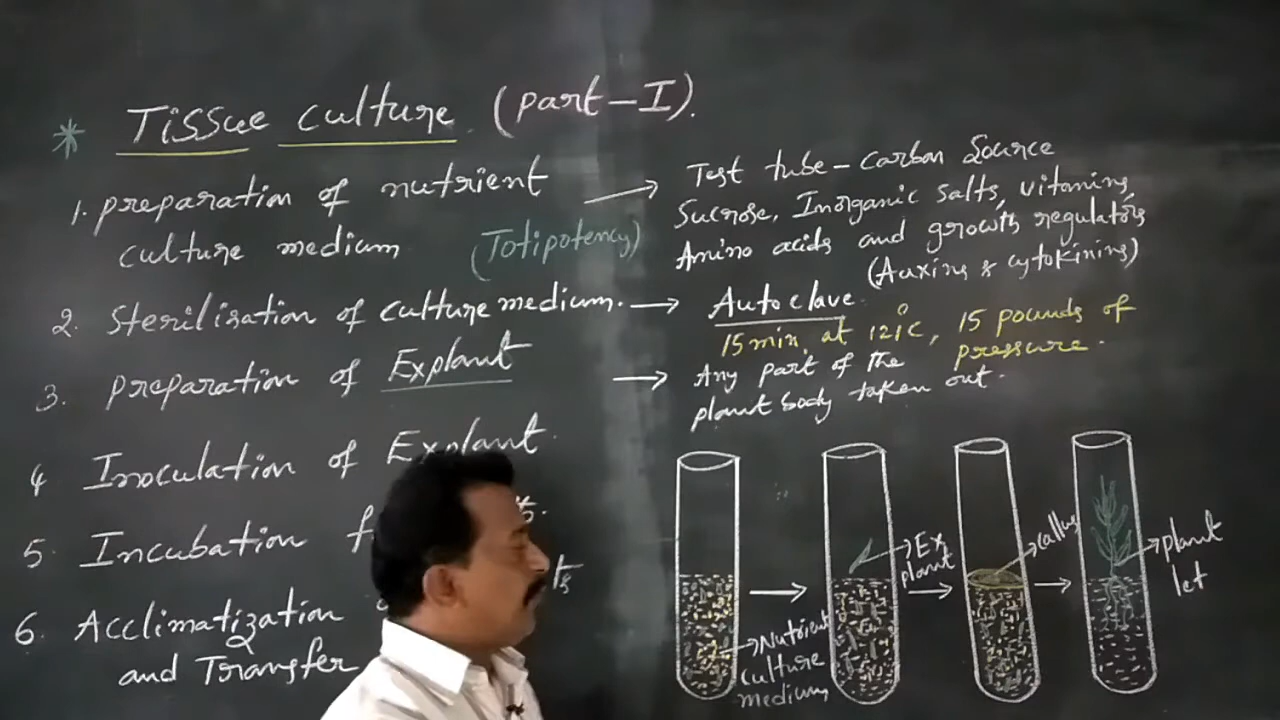 * Tissue culture (part-I).
1. preparation of nutrient
culture medium (Totipotency)
2. Sterilization of culture medium. →
3. preparation of Explant →
4 Inoculation of Explant.
5. Incubation f
6. Acclimatization
and Transfer
→ Test tube - Carbon Source
Sucrose, Inorganic salts, vitamins,
Amino acids and growth regulators
(Auxins & cytokinins)
Autoclave.
15 min, at 121°C, 15 pounds of
pressure.
Any part of the
plant body taken out.
→ Nutrient
culture
medium
→ Ex
plant
→ callus
→ plant
let